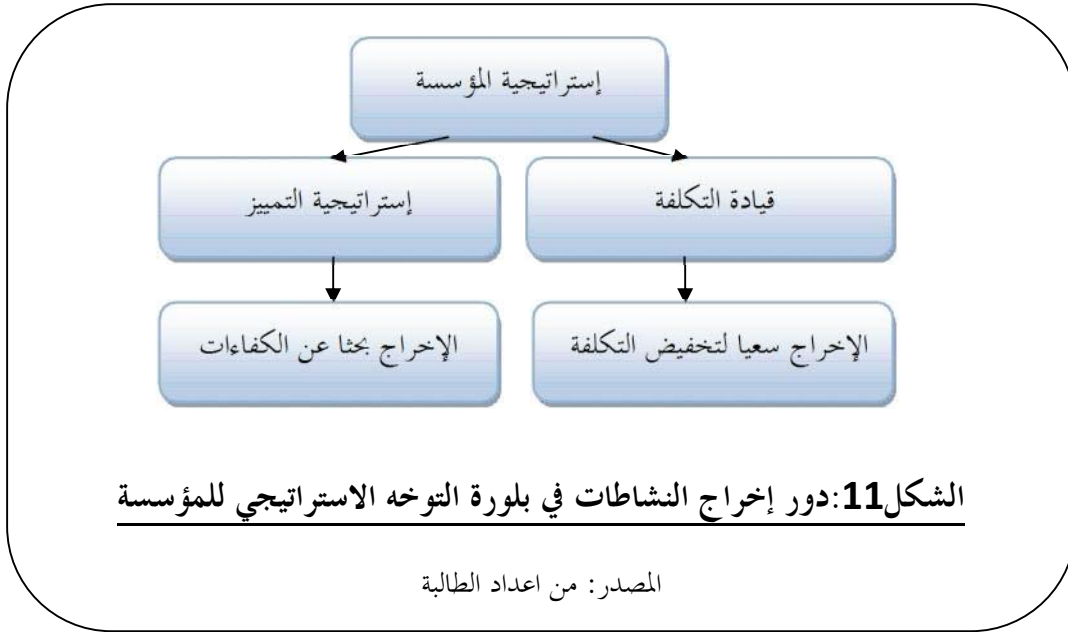 إستراتيجية المؤسسة
قيادة التكلفة
إستراتيجية التمييز
الإخراج سعيا لتخفيض التكلفة
الإخراج بحثا عن الكفاءات
الشكل11:دور إخراج النشاطات في بلورة التوخه الاستراتيجي للمؤسسة
المصدر: من اعداد الطالبة